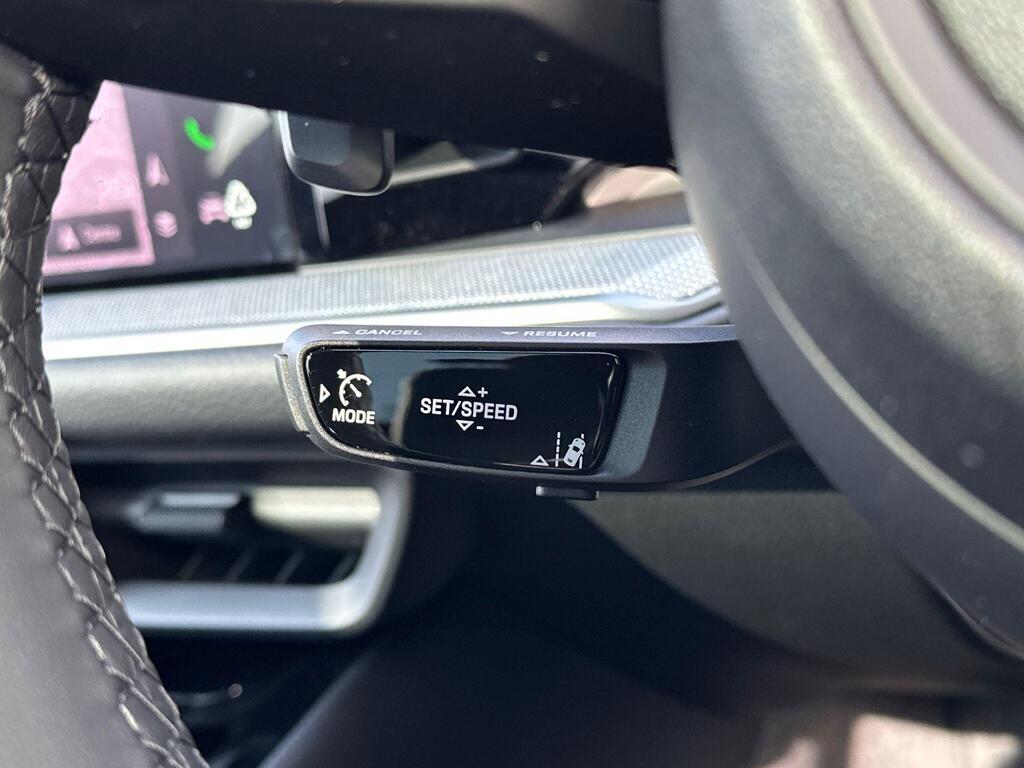 CANCEL
RESUME
MODE
+
SET/SPEED
-